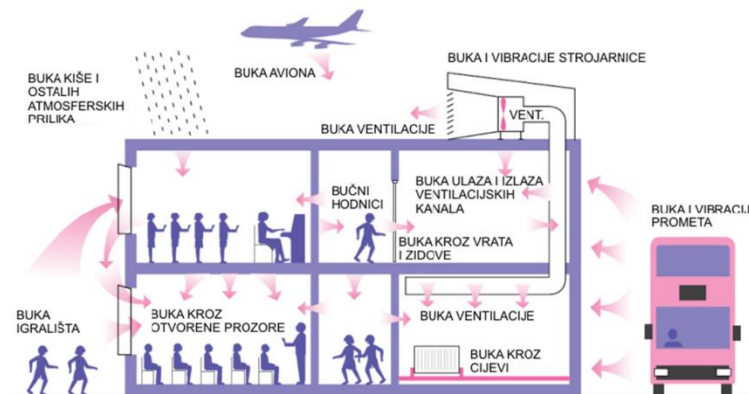 BUKA AVIONA
BUKA I VIBRACIJE STROJARNICE
BUKA KIŠE I
OSTALIH
ATMOSFERSKIH
PRILIKA
BUKA VENTILACIJE
VENT.
BUČNI
HODNICI
BUKA ULAZA I IZLAZA
VENTILACIJSKIH
KANALA
BUKA I VIBRACIJ
PROMETA
BUKA KROZ VRATA
I ZIDOVE
BUKA
IGRALIŠTA
BUKA KROZ
OTVORENE PROZORE
BUKA VENTILACIJE
BUKA KROZ
CIJEVI